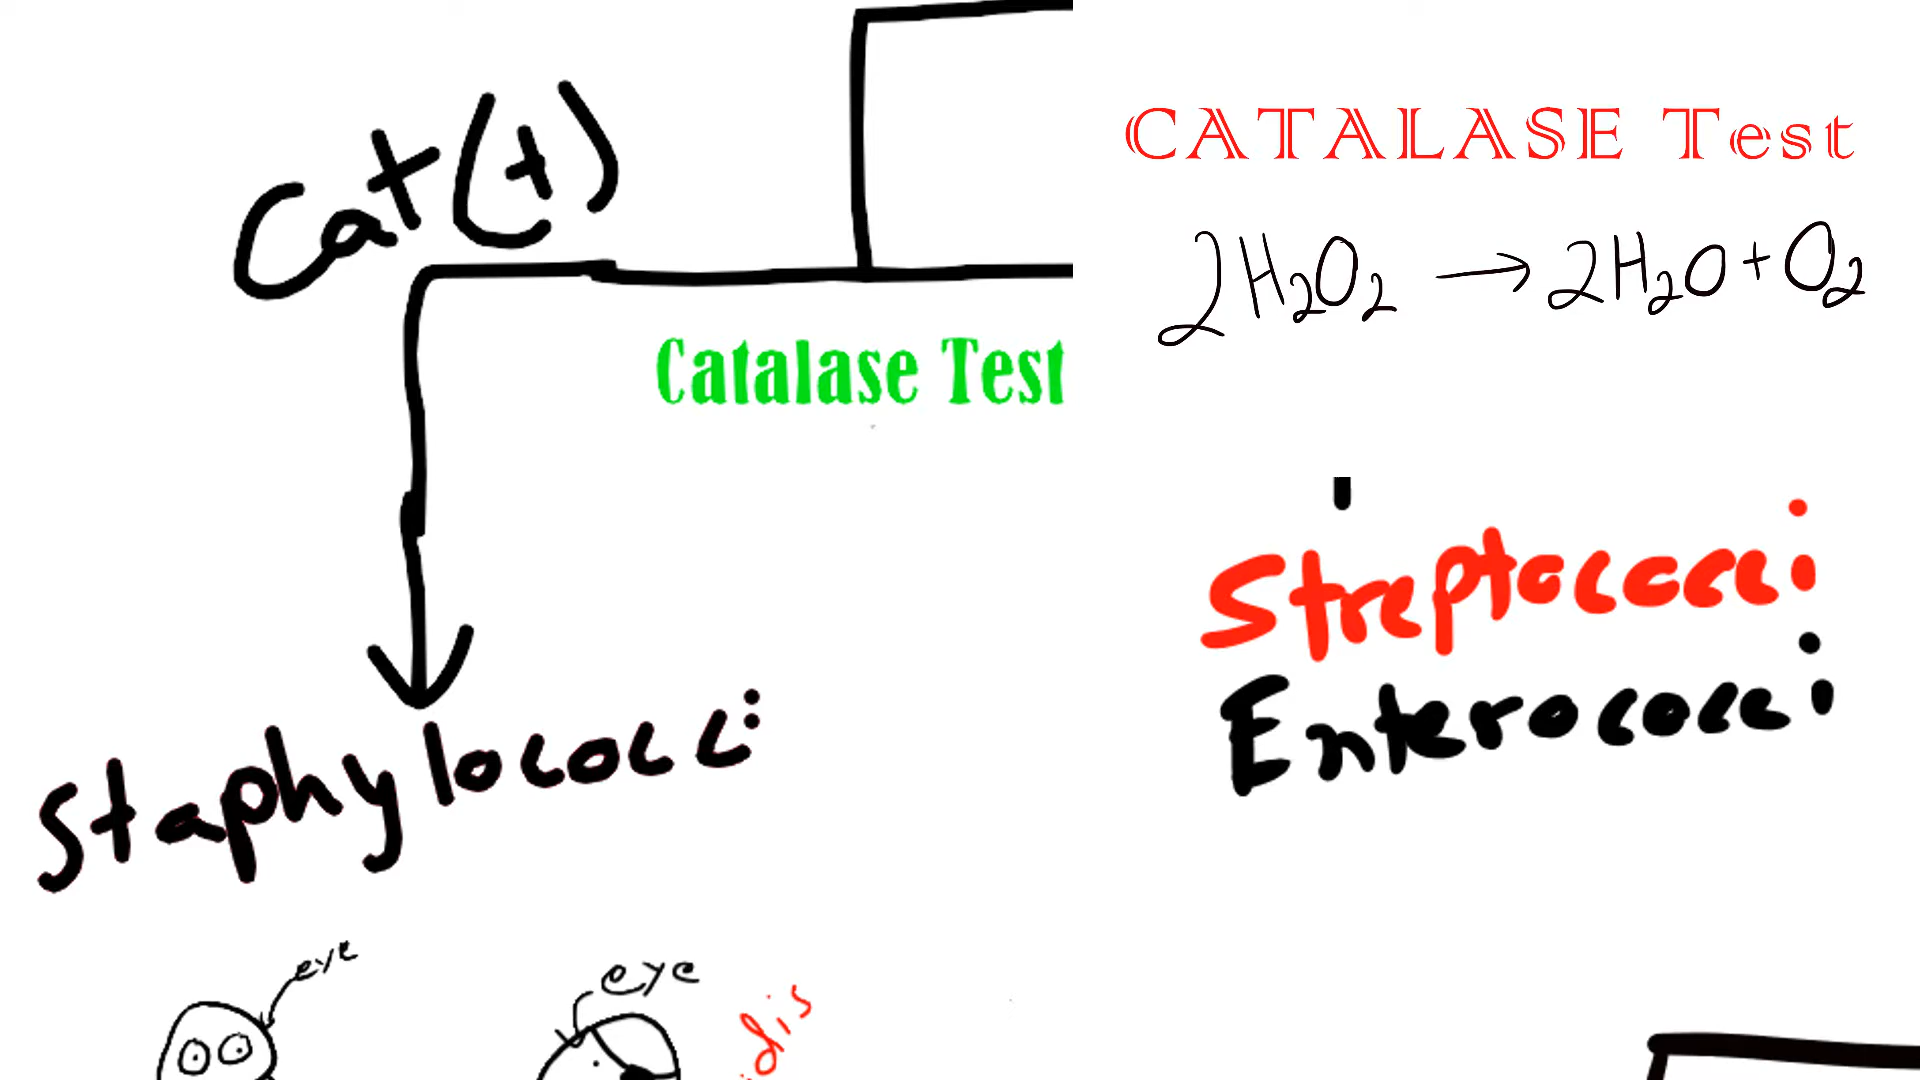 Cat(+)
Catalase Test
Staphylococci
eye
eye
CATALASE Test
2H₂O₂ → 2H₂O + O₂
Streptococci
Enterococci